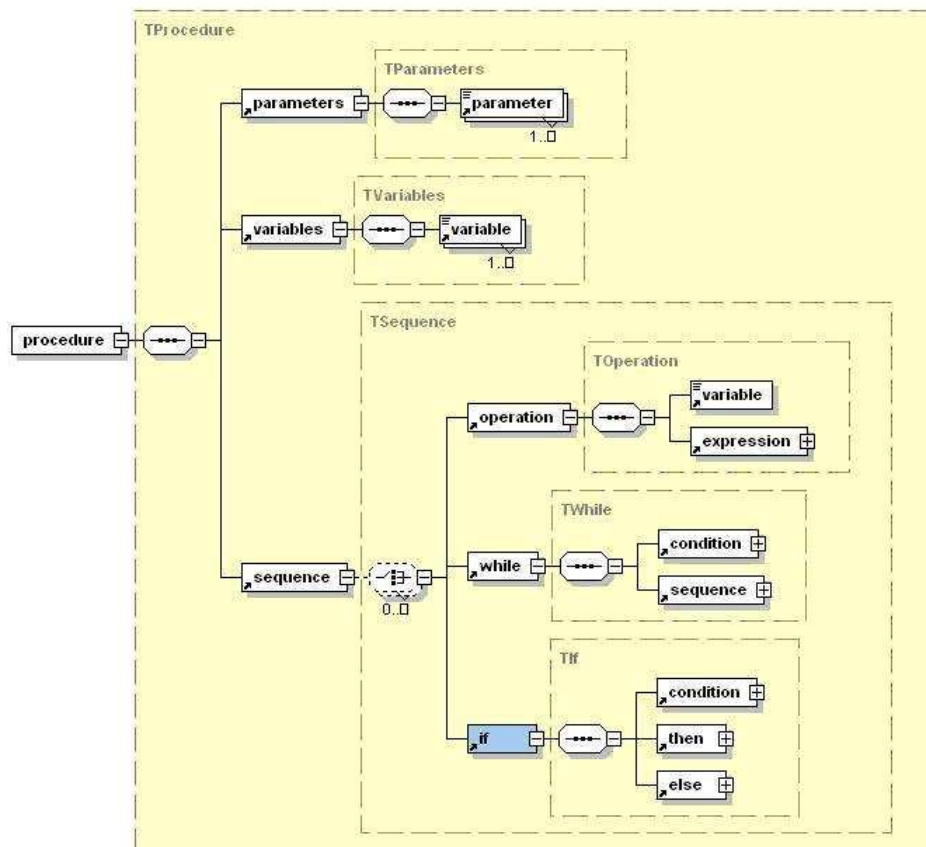 TProcedure
TParameters
parameters
parameter
1..
TVariables
variables
variable
1..
procedure
TSequence
TOperation
operation
variable
expression
TWhile
while
condition
sequence
sequence
0..
TIf
if
condition
then
else